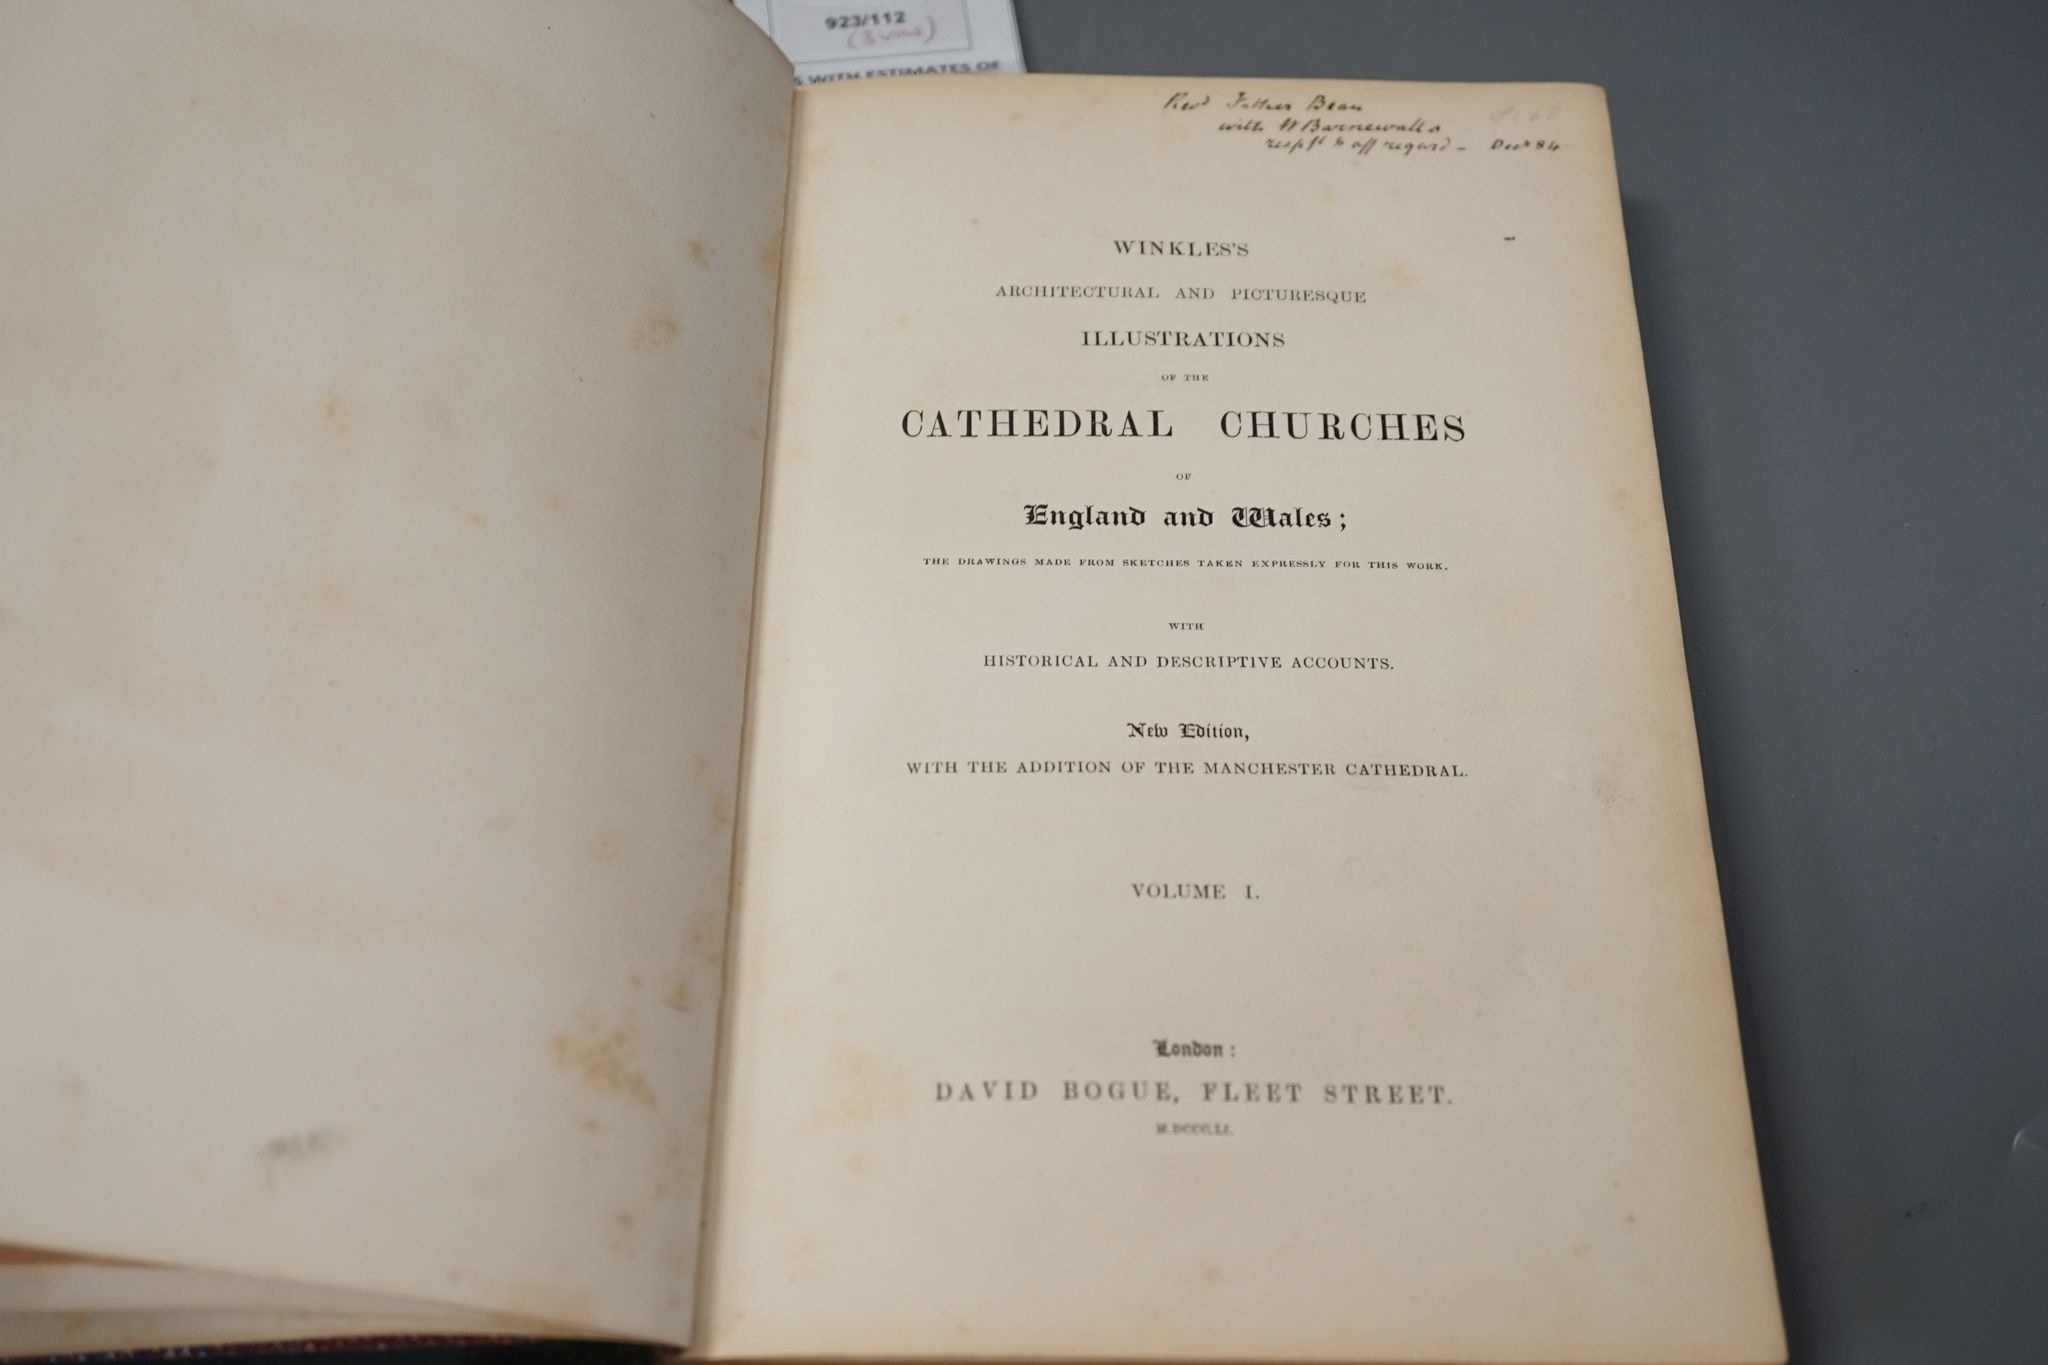 923/112
(3 vols)
WITH ESTIMATES OF
Revd Father Bean
with W Barnewall's
respft & aff regard - Decr 84
WINKLES'S
ARCHITECTURAL AND PICTURESQUE
ILLUSTRATIONS
OF THE
CATHEDRAL CHURCHES
OF
England and Wales;
THE DRAWINGS MADE FROM SKETCHES TAKEN EXPRESSLY FOR THIS WORK.
WITH
HISTORICAL AND DESCRIPTIVE ACCOUNTS.
New Edition,
WITH THE ADDITION OF THE MANCHESTER CATHEDRAL.
VOLUME I.
London:
DAVID BOGUE, FLEET STREET.
M.DCCC.LI.